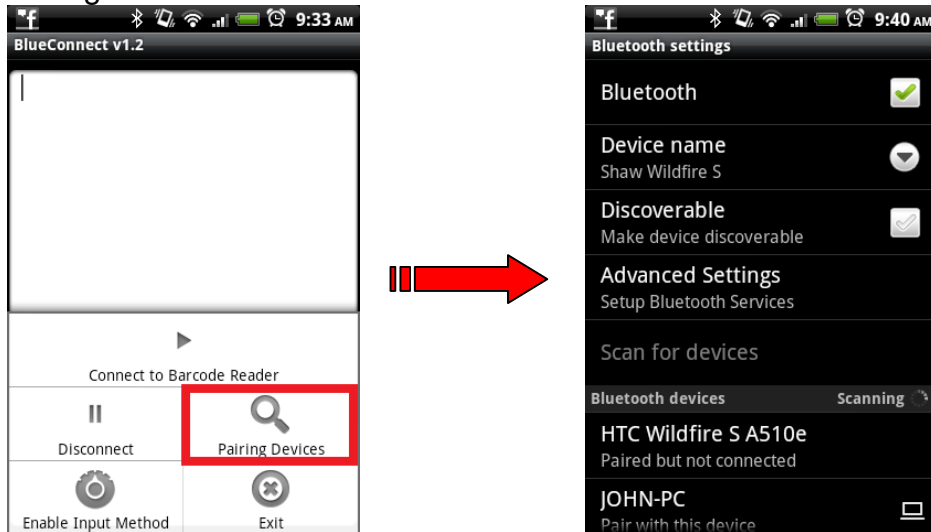 9:33 AM
BlueConnect v1.2
Connect to Barcode Reader
Disconnect
Pairing Devices
Enable Input Method
Exit
9:40 AM
Bluetooth settings
Bluetooth
Device name
Shaw Wildfire S
Discoverable
Make device discoverable
Advanced Settings
Setup Bluetooth Services
Scan for devices
Bluetooth devices
Scanning
HTC Wildfire S A510e
Paired but not connected
JOHN-PC
Pair with this device